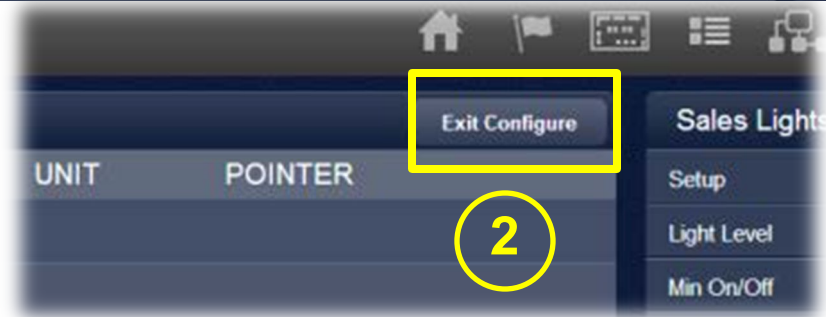 Exit Configure
Sales Lights
UNIT POINTER
Setup
Light Level
Min On/Off
2